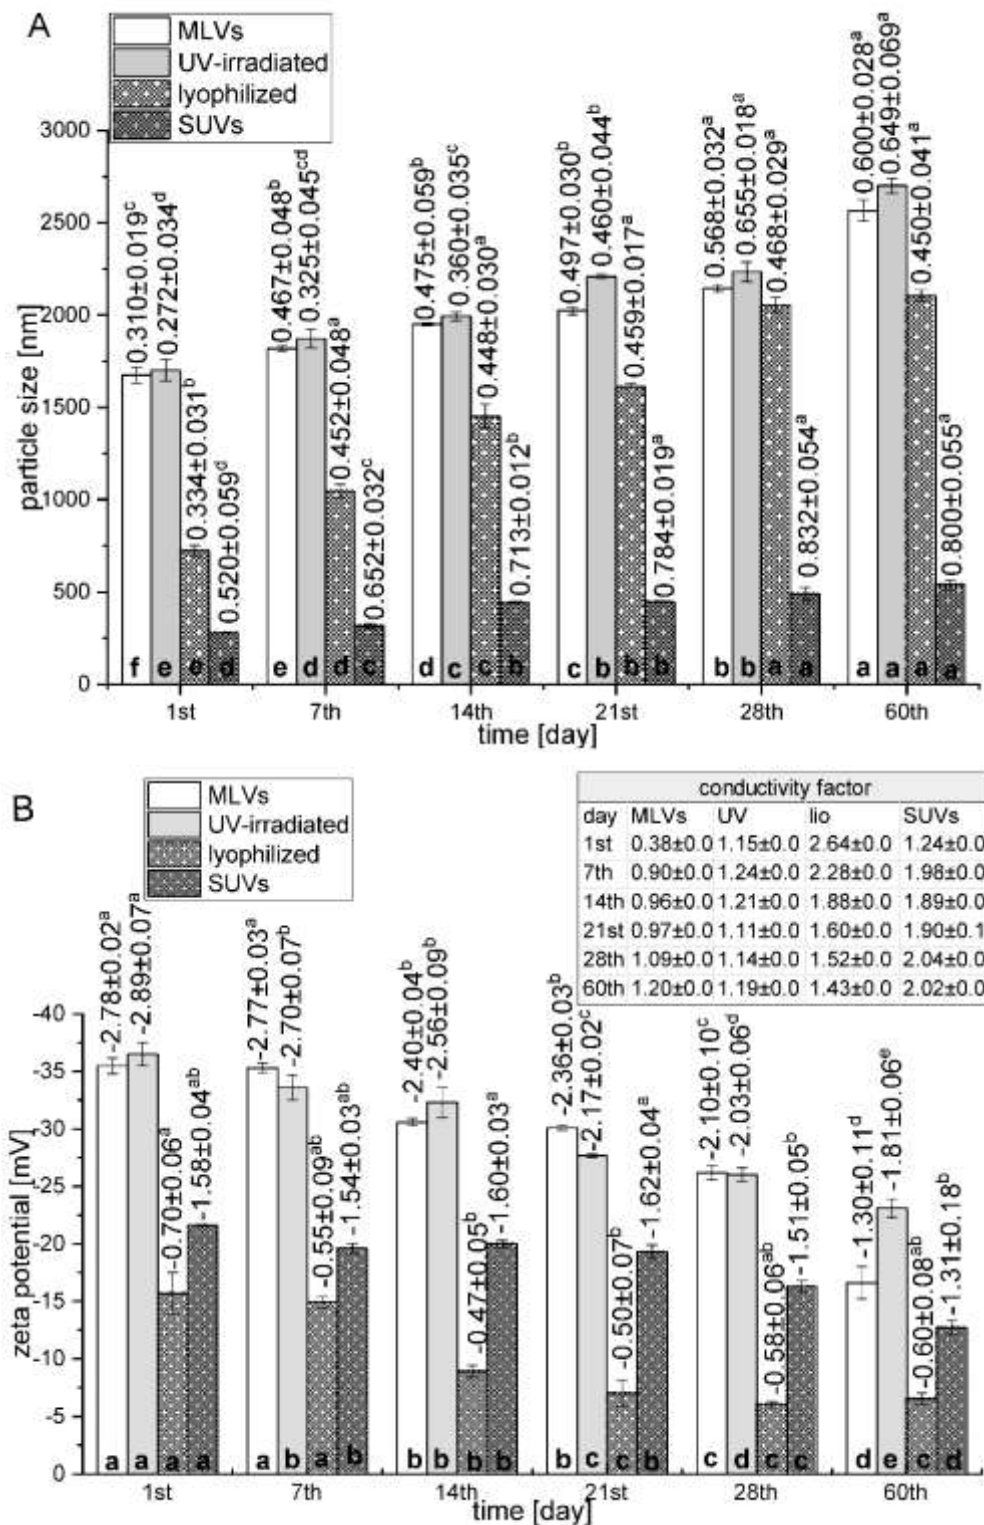 A
MLVs
UV-irradiated
lyophilized
SUVs
particle size [nm]
3000
2500
2000
1500
1000
500
0
0.310±0.019c
0.272±0.034d
0.334±0.031b
0.520±0.059d
0.467±0.048b
0.325±0.045cd
0.452±0.048a
0.652±0.032c
0.475±0.059b
0.360±0.035c
0.448±0.030a
0.713±0.012b
0.497±0.030b
0.460±0.044b
0.459±0.017a
0.784±0.019a
0.568±0.032a
0.655±0.018a
0.468±0.029a
0.832±0.054a
0.600±0.028a
0.649±0.069a
0.450±0.041a
0.800±0.055a
f e e d e d d c d c c b c b b b b b a a a a a a
1st 7th 14th 21st 28th 60th
time [day]
B
MLVs
UV-irradiated
lyophilized
SUVs
conductivity factor
day MLVs UV lio SUVs
1st 0.38±0.0 1.15±0.0 2.64±0.0 1.24±0.0
7th 0.90±0.0 1.24±0.0 2.28±0.0 1.98±0.0
14th 0.96±0.0 1.21±0.0 1.88±0.0 1.89±0.0
21st 0.97±0.0 1.11±0.0 1.60±0.0 1.90±0.1
28th 1.09±0.0 1.14±0.0 1.52±0.0 2.04±0.0
60th 1.20±0.0 1.19±0.0 1.43±0.0 2.02±0.0
zeta potential [mV]
-40
-35
-30
-25
-20
-15
-10
-5
0
-2.78±0.02a
-2.89±0.07a
-0.70±0.06a
-1.58±0.04ab
-2.77±0.03a
-2.70±0.07b
-0.55±0.09ab
-1.54±0.03ab
-2.40±0.04b
-2.56±0.09b
-0.47±0.05b
-1.60±0.03a
-2.36±0.03b
-2.17±0.02c
-0.50±0.07b
-1.62±0.04a
-2.10±0.10c
-2.03±0.06d
-0.58±0.06ab
-1.51±0.05b
-1.30±0.11d
-1.81±0.06e
-0.60±0.08ab
-1.31±0.18b
a a a a a b a b b b b b b c c b c d c c d e c d
1st 7th 14th 21st 28th 60th
time [day]